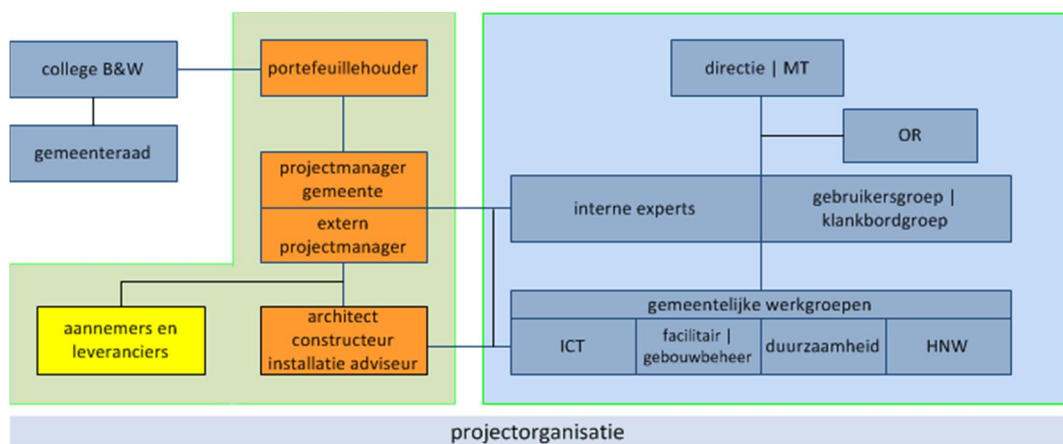 college B&W
gemeenteraad
portefeuillehouder
projectmanager
gemeente
extern
projectmanager
aannemers en
leveranciers
architect
constructeur
installatie adviseur
directie | MT
OR
interne experts
gebruikersgroep |
klankbordgroep
gemeentelijke werkgroepen
ICT
facilitair |
gebouwbeheer
duurzaamheid
HNW
projectorganisatie